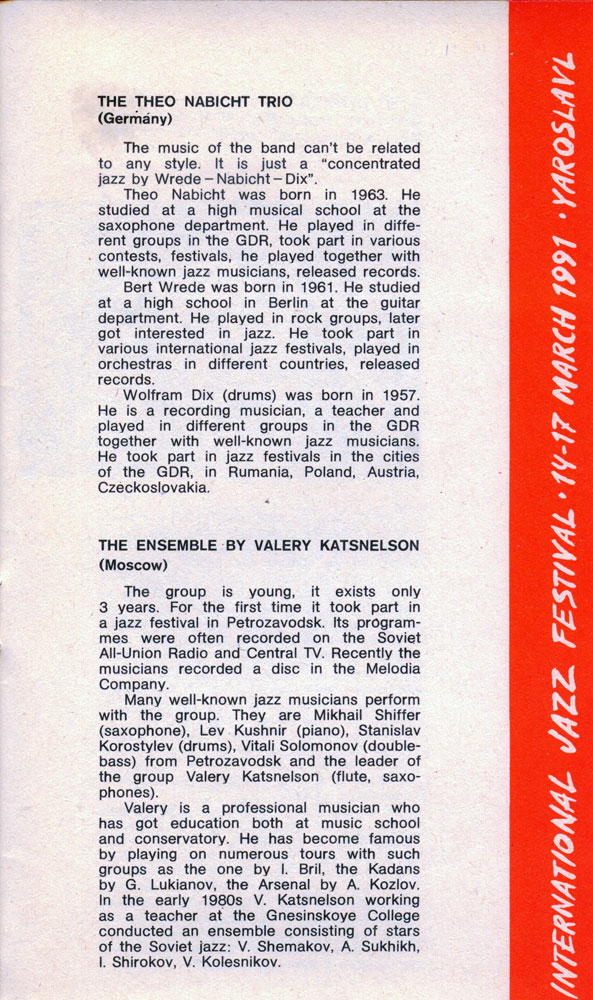 THE THEO NABICHT TRIO
(Germány)
The music of the band can't be related
to any style. It is just a "concentrated
jazz by Wrede – Nabicht – Dix".
Theo Nabicht was born in 1963. He
studied at a high musical school at the
saxophone department. He played in diffe-
rent groups in the GDR, took part in various
contests, festivals, he played together with
well-known jazz musicians, released records.
Bert Wrede was born in 1961. He studied
at a high school in Berlin at the guitar
department. He played in rock groups, later
got interested in jazz. He took part in
various international jazz festivals, played in
orchestras in different countries, released
records.
Wolfram Dix (drums) was born in 1957.
He is a recording musician, a teacher and
played in different groups in the GDR
together with well-known jazz musicians.
He took part in jazz festivals in the cities
of the GDR, in Rumania, Poland, Austria,
Czeckoslovakia.
THE ENSEMBLE BY VALERY KATSNELSON
(Moscow)
The group is young, it exists only
3 years. For the first time it took part in
a jazz festival in Petrozavodsk. Its program-
mes were often recorded on the Soviet
All-Union Radio and Central TV. Recently the
musicians recorded a disc in the Melodia
Company.
Many well-known jazz musicians perform
with the group. They are Mikhail Shiffer
(saxophone), Lev Kushnir (piano), Stanislav
Korostylev (drums), Vitali Solomonov (double-
bass) from Petrozavodsk and the leader of
the group Valery Katsnelson (flute, saxo-
phones).
Valery is a professional musician who
has got education both at music school
and conservatory. He has become famous
by playing on numerous tours with such
groups as the one by I. Bril, the Kadans
by G. Lukianov, the Arsenal by A. Kozlov.
In the early 1980s V. Katsnelson working
as a teacher at the Gnesinskoye College
conducted an ensemble consisting of stars
of the Soviet jazz: V. Shemakov, A. Sukhikh,
I. Shirokov, V. Kolesnikov.
INTERNATIONAL JAZZ FESTIVAL · 14-17 MARCH 1991 · YAROSLAVL